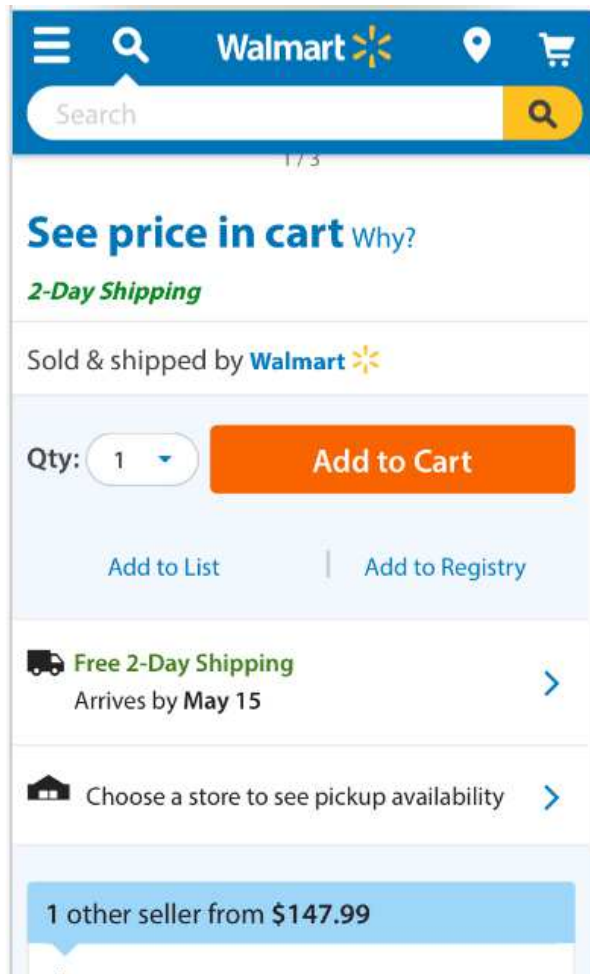 Walmart
Search
1 / 3
See price in cart Why?
2-Day Shipping
Sold & shipped by Walmart
Qty: 1 Add to Cart
Add to List | Add to Registry
Free 2-Day Shipping
Arrives by May 15
Choose a store to see pickup availability
1 other seller from $147.99